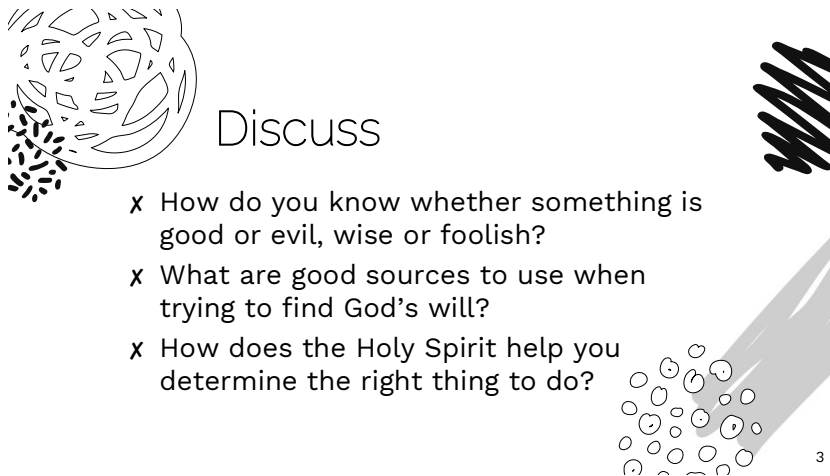 Discuss
✗ How do you know whether something is
good or evil, wise or foolish?
✗ What are good sources to use when
trying to find God’s will?
✗ How does the Holy Spirit help you
determine the right thing to do?
3